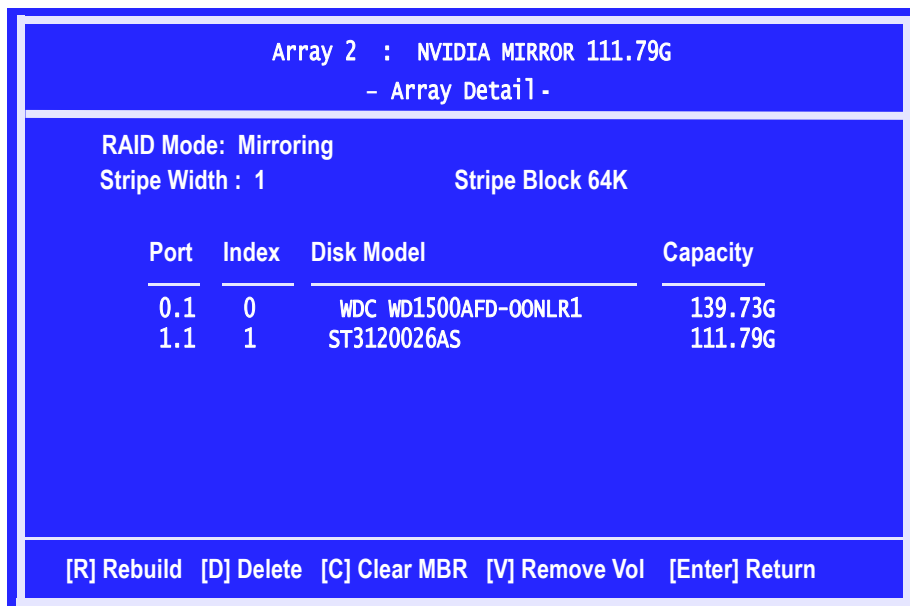 Array 2 : NVIDIA MIRROR 111.79G
– Array Detail -
RAID Mode: Mirroring
Stripe Width : 1 Stripe Block 64K
Port Index Disk Model Capacity
0.1 0 WDC WD1500AFD-OONLR1 139.73G
1.1 1 ST3120026AS 111.79G
[R] Rebuild [D] Delete [C] Clear MBR [V] Remove Vol [Enter] Return